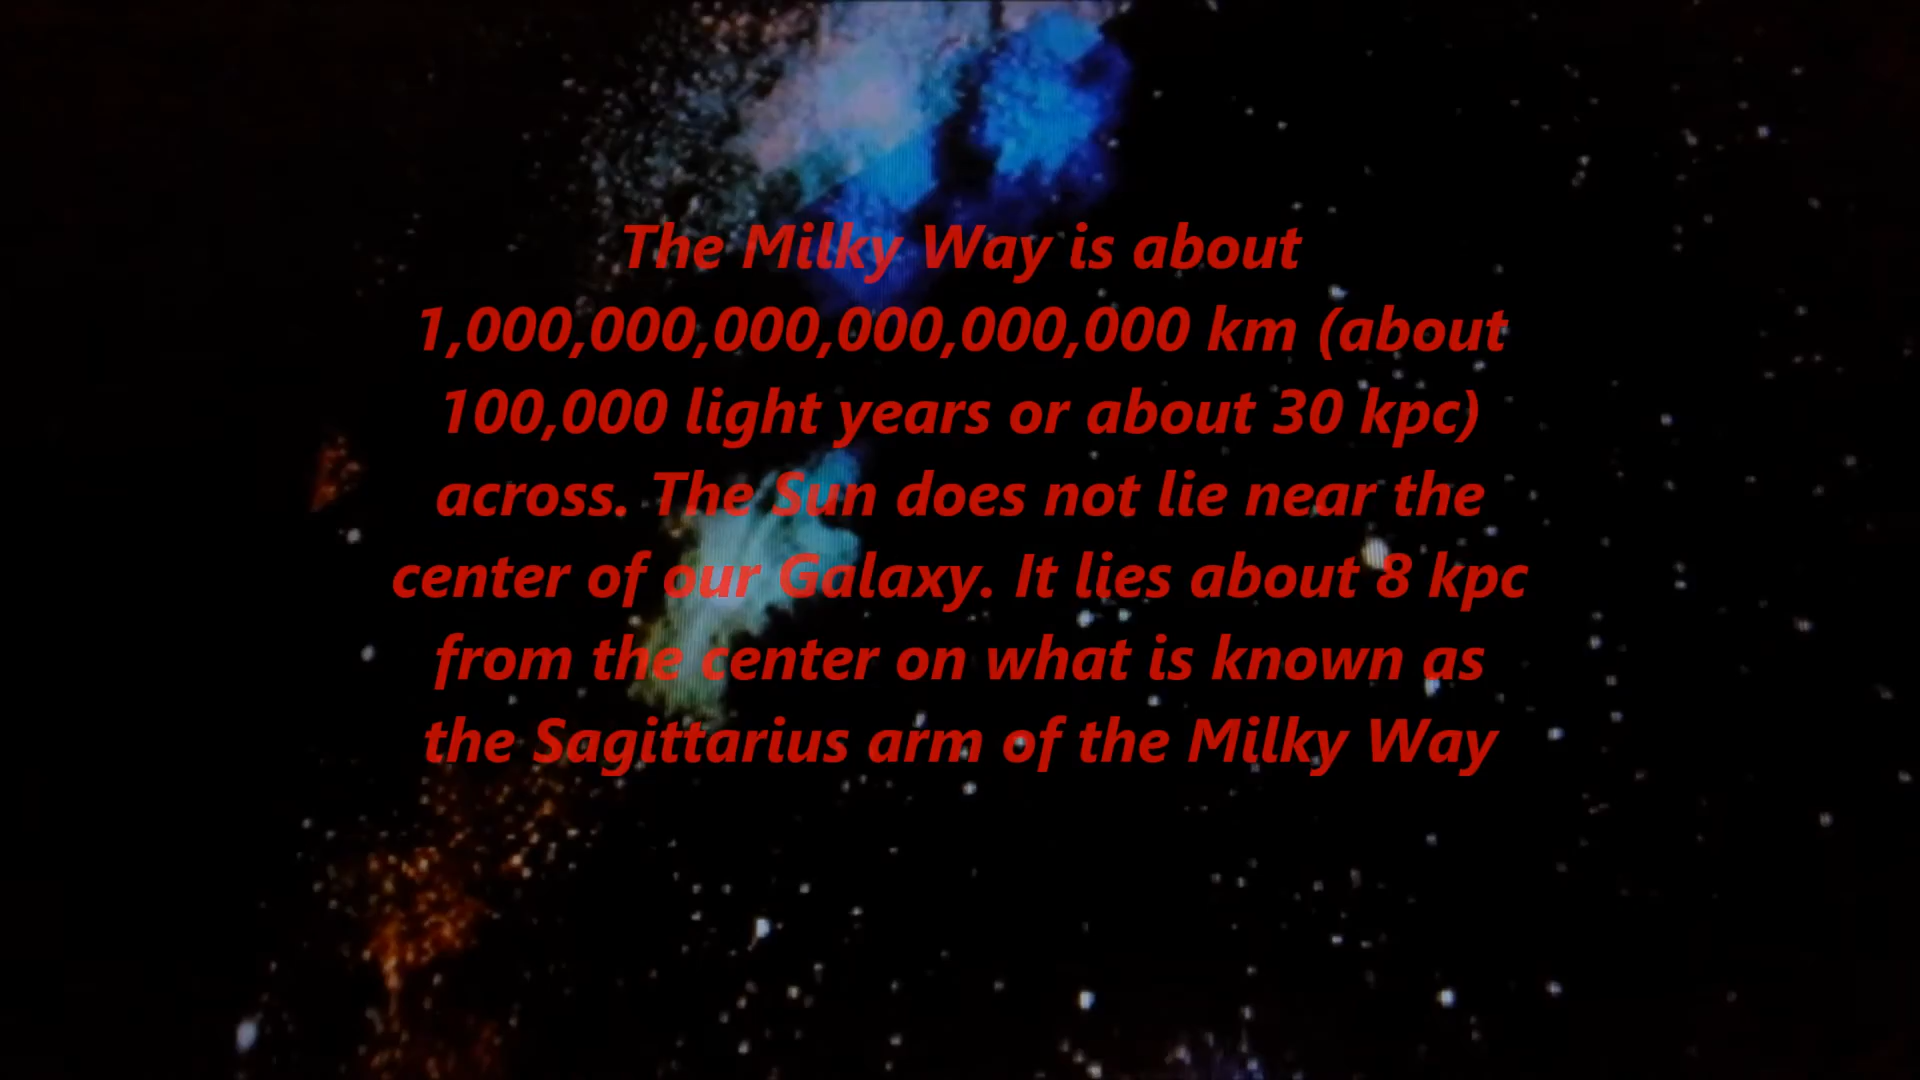 The Milky Way is about
1,000,000,000,000,000,000 km (about
100,000 light years or about 30 kpc)
across. The Sun does not lie near the
center of our Galaxy. It lies about 8 kpc
from the center on what is known as
the Sagittarius arm of the Milky Way